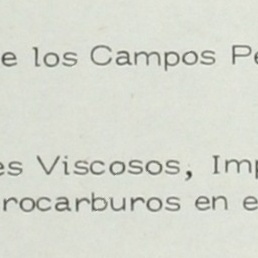 e los Campos Pe
es Viscosos, Imp
rocarburos en e